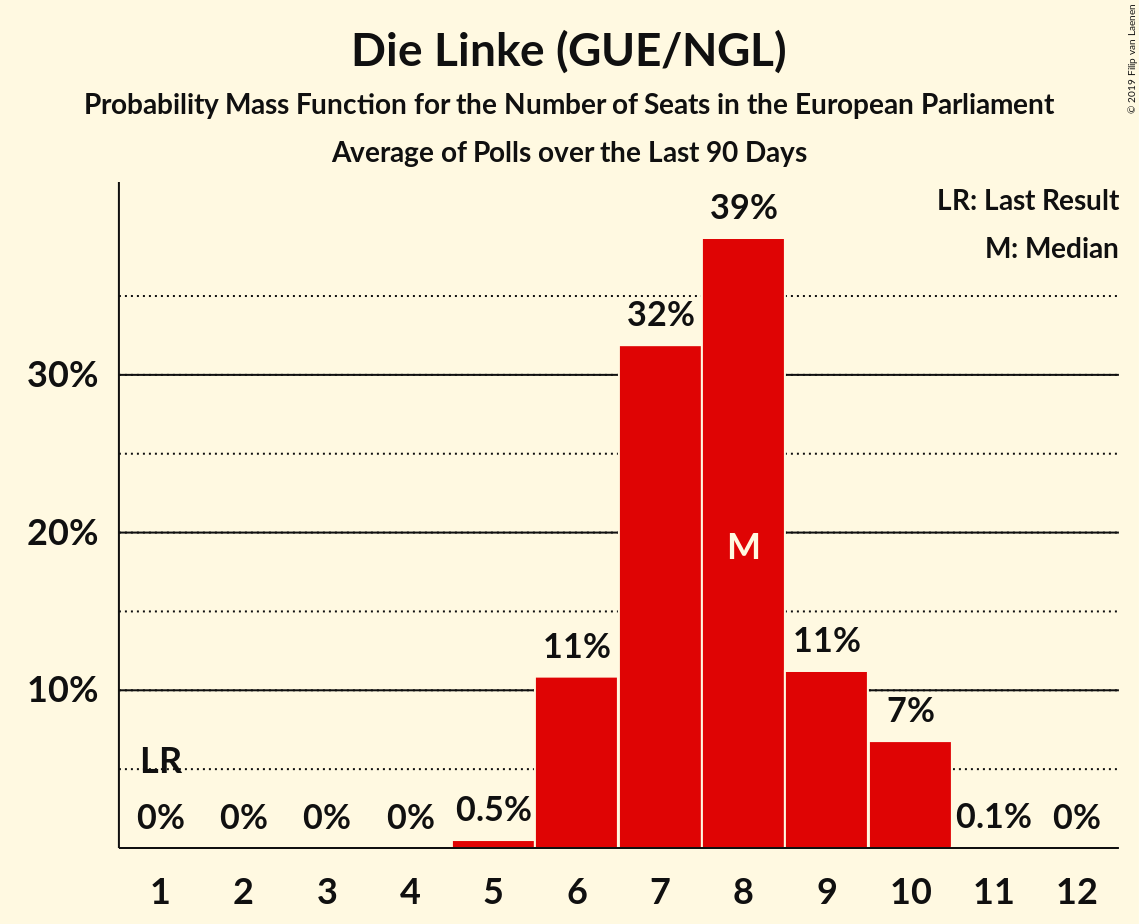 © 2019 Filip van Laenen
Die Linke (GUE/NGL)
Probability Mass Function for the Number of Seats in the European Parliament
Average of Polls over the Last 90 Days
LR: Last Result
M: Median
39%
32%
30%
20%
M
11%
11%
10%
7%
LR
0%
0%
0%
0%
0.5%
0.1%
0%
1 2 3 4 5 6 7 8 9 10 11 12